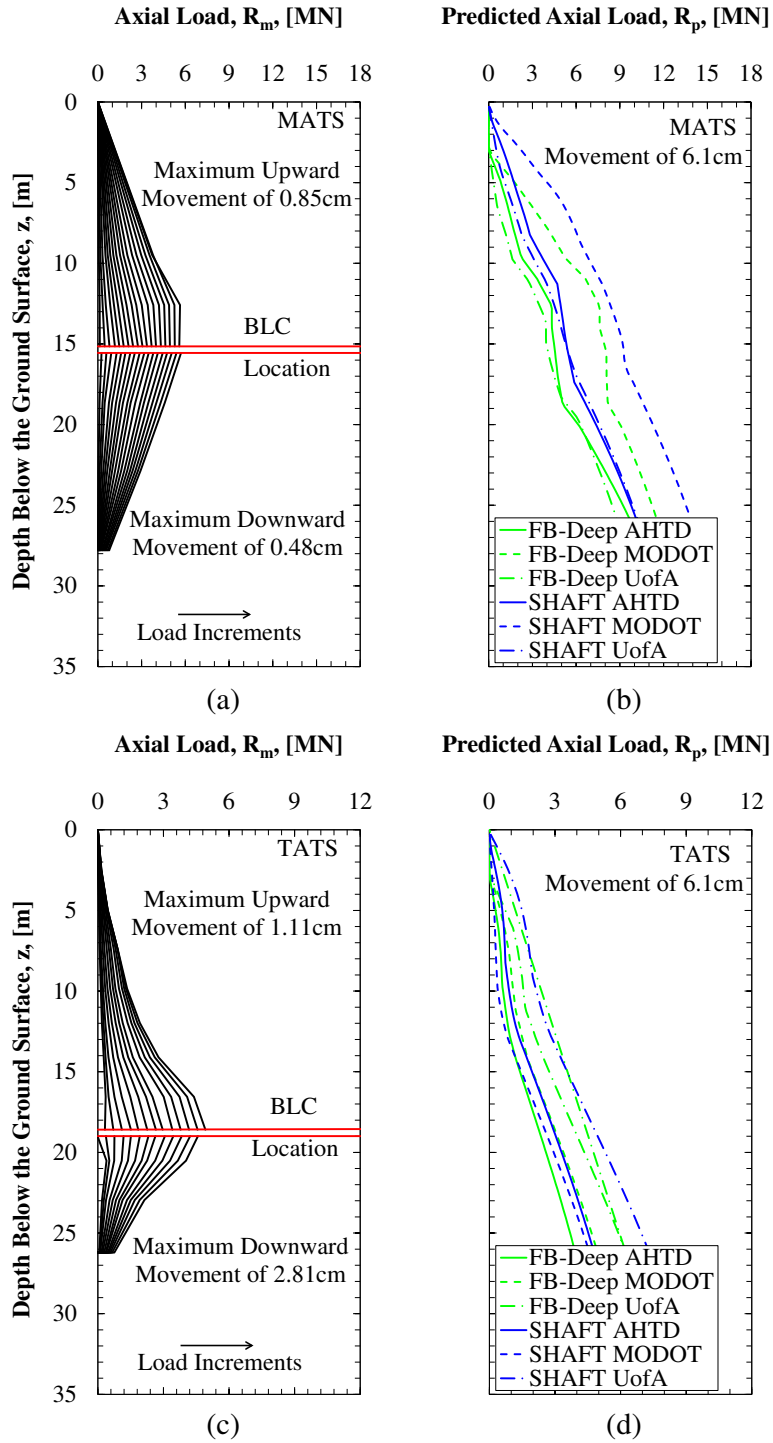 Axial Load, Rm, [MN]
0 3 6 9 12 15 18
Depth Below the Ground Surface, z, [m]
0
5
10
15
20
25
30
35
MATS
Maximum Upward
Movement of 0.85cm
BLC
Location
Maximum Downward
Movement of 0.48cm
Load Increments
(a)
Predicted Axial Load, Rp, [MN]
0 3 6 9 12 15 18
MATS
Movement of 6.1cm
FB-Deep AHTD
FB-Deep MODOT
FB-Deep UofA
SHAFT AHTD
SHAFT MODOT
SHAFT UofA
(b)
Axial Load, Rm, [MN]
0 3 6 9 12
Depth Below the Ground Surface, z, [m]
0
5
10
15
20
25
30
35
TATS
Maximum Upward
Movement of 1.11cm
BLC
Location
Maximum Downward
Movement of 2.81cm
Load Increments
(c)
Predicted Axial Load, Rp, [MN]
0 3 6 9 12
TATS
Movement of 6.1cm
FB-Deep AHTD
FB-Deep MODOT
FB-Deep UofA
SHAFT AHTD
SHAFT MODOT
SHAFT UofA
(d)